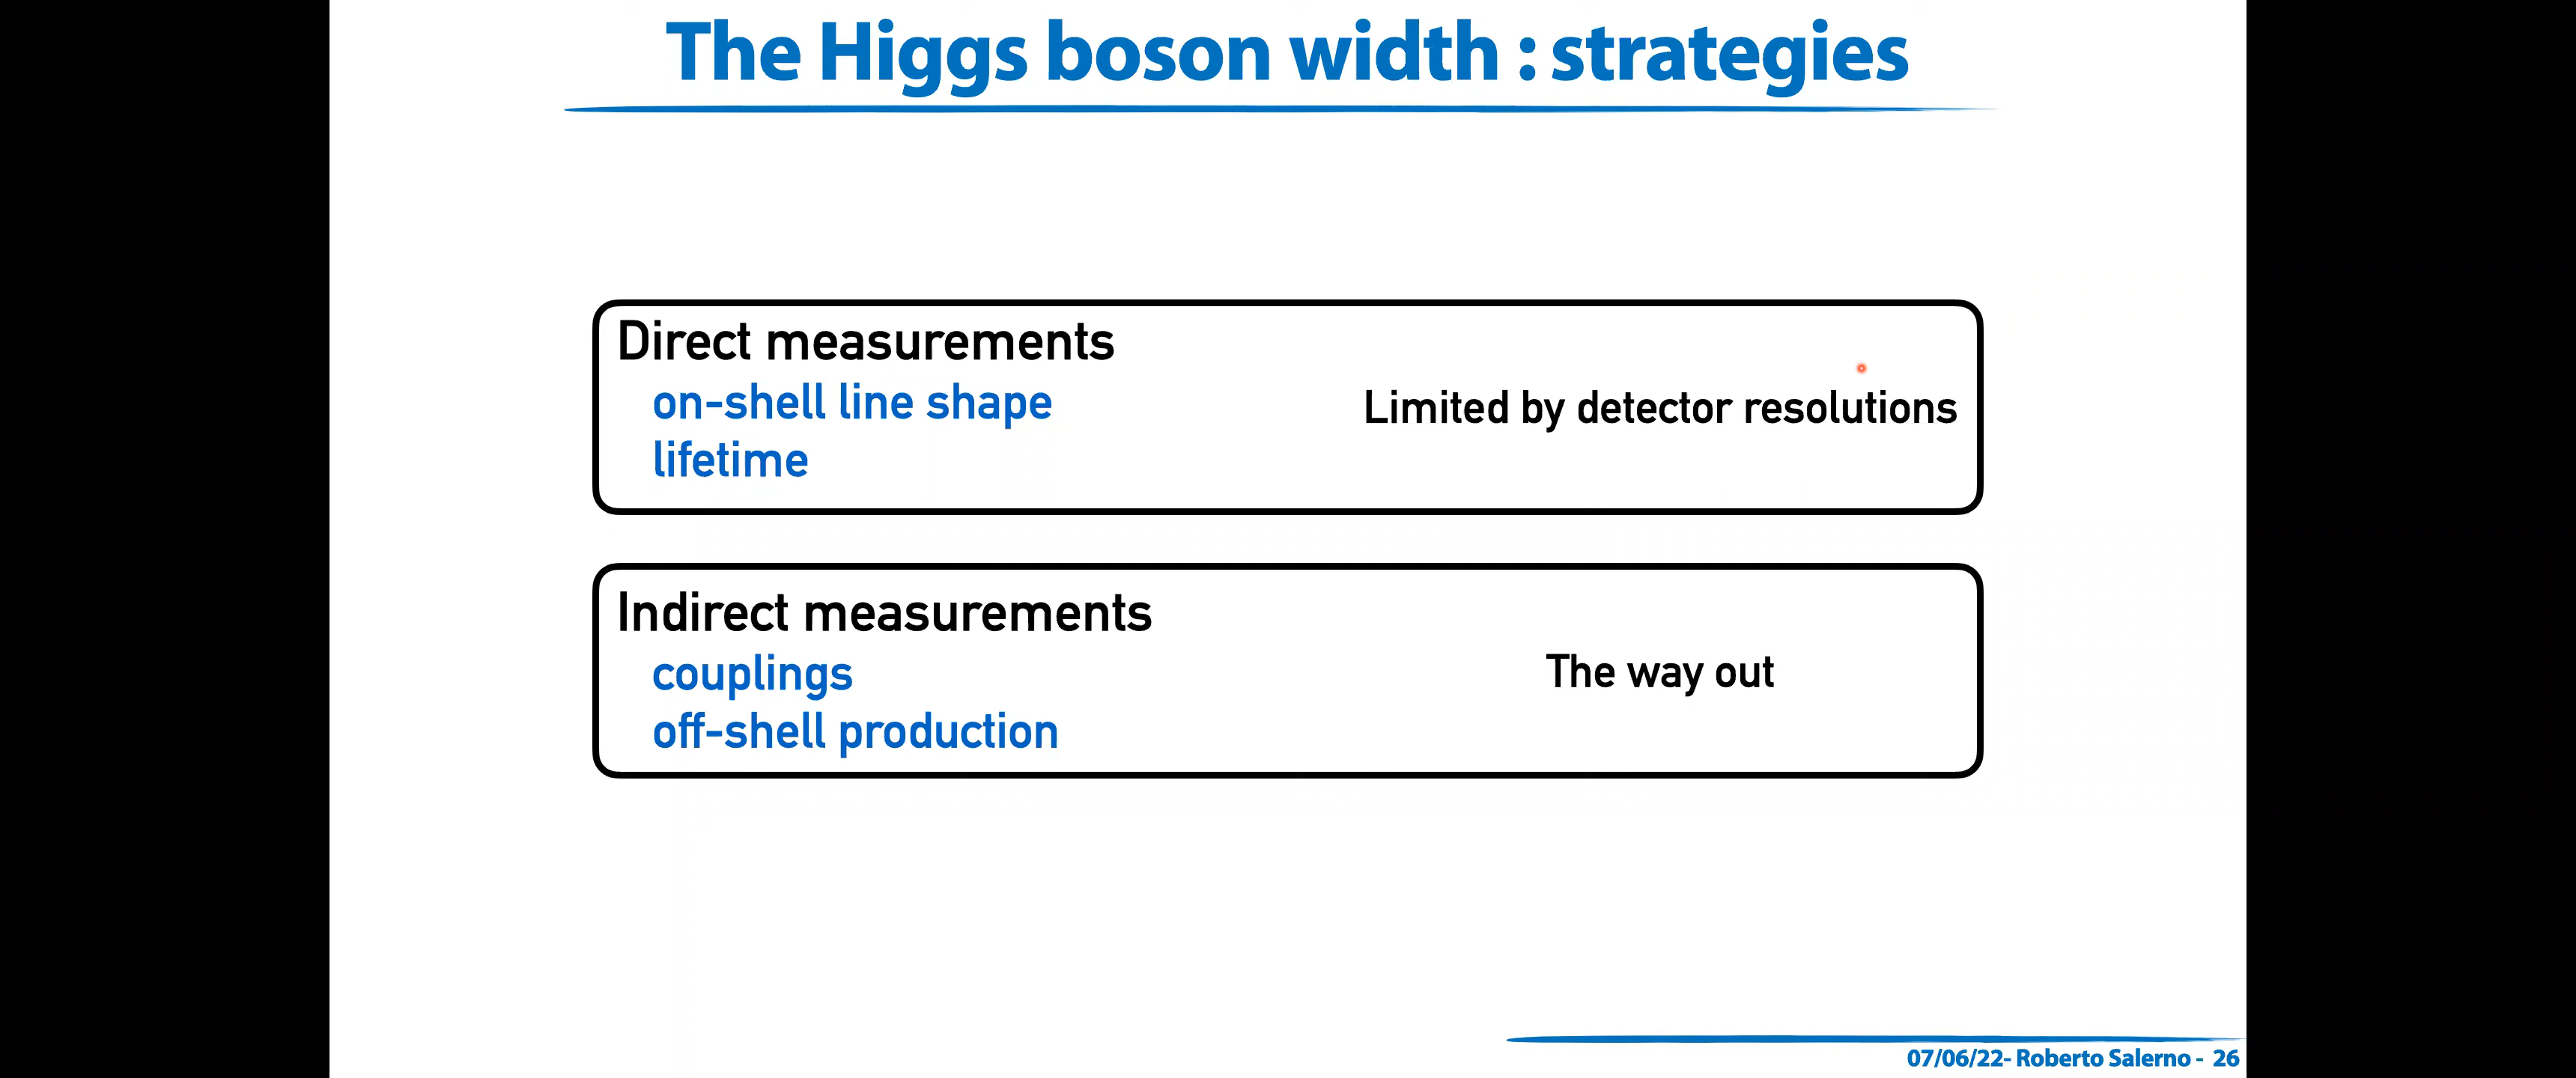 The Higgs boson width : strategies
Direct measurements
on-shell line shape
lifetime
Limited by detector resolutions
Indirect measurements
couplings
off-shell production
The way out
07/06/22- Roberto Salerno - 26